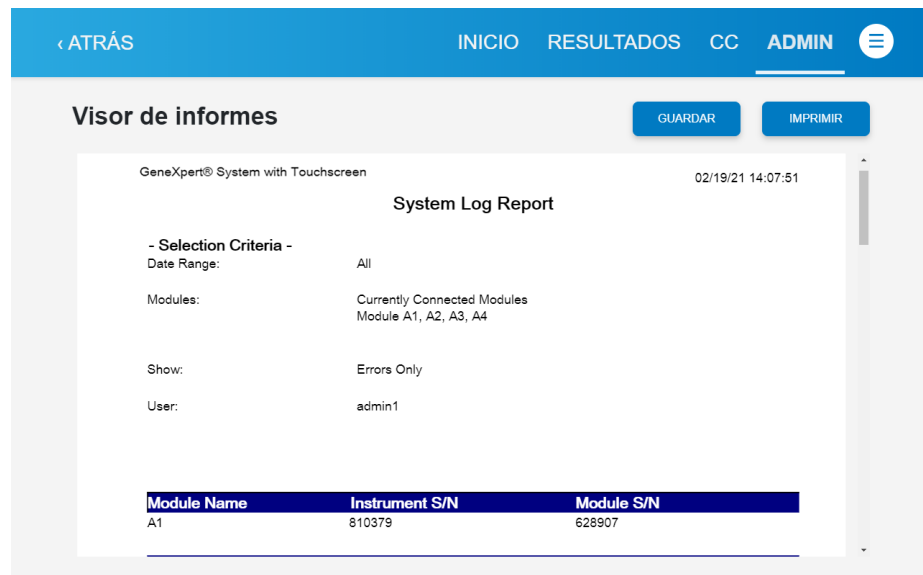 ‹ ATRÁS INICIO RESULTADOS CC ADMIN
Visor de informes GUARDAR IMPRIMIR
GeneXpert® System with Touchscreen 02/19/21 14:07:51
System Log Report
- Selection Criteria -
Date Range: All
Modules: Currently Connected Modules
Module A1, A2, A3, A4
Show: Errors Only
User: admin1
Module Name Instrument S/N Module S/N
A1 810379 628907